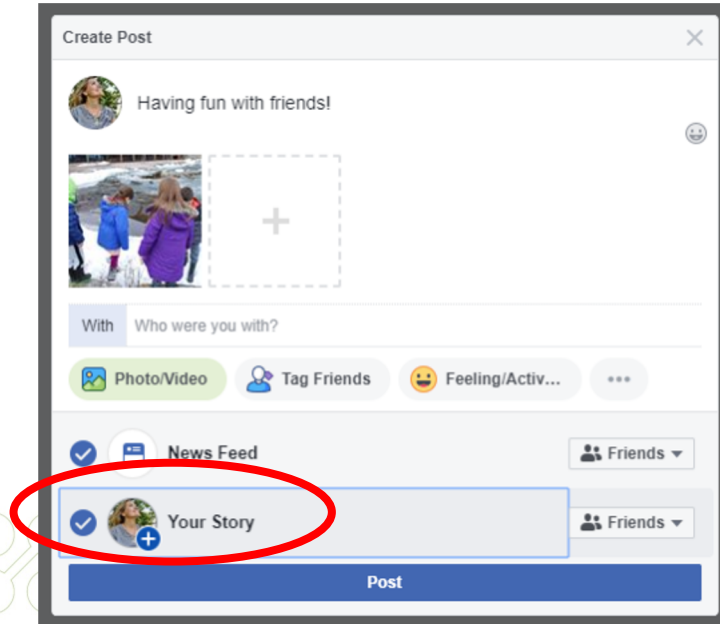 Create Post
Having fun with friends!
With Who were you with?
Photo/Video Tag Friends Feeling/Activ...
News Feed Friends
Your Story Friends
Post